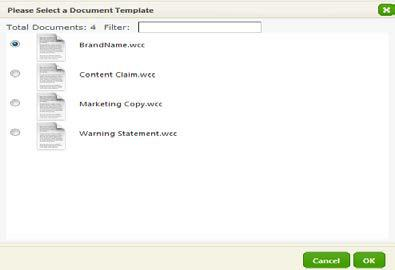 Please Select a Document Template
Total Documents: 4 Filter:
BrandName.wcc
Content Claim.wcc
Marketing Copy.wcc
Warning Statement.wcc
Cancel OK